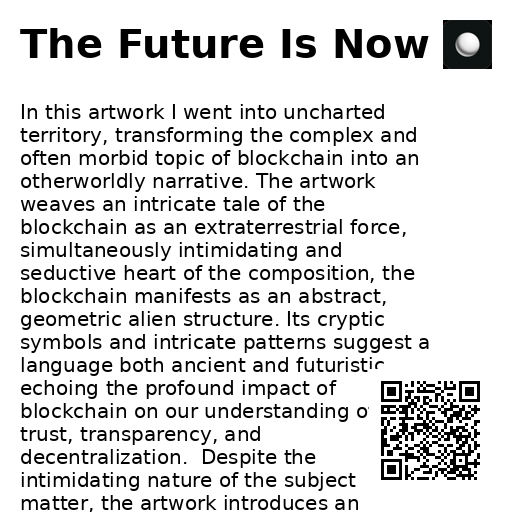 The Future Is Now
In this artwork I went into uncharted
territory, transforming the complex and
often morbid topic of blockchain into an
otherworldly narrative. The artwork
weaves an intricate tale of the
blockchain as an extraterrestrial force,
simultaneously intimidating and
seductive heart of the composition, the
blockchain manifests as an abstract,
geometric alien structure. Its cryptic
symbols and intricate patterns suggest a
language both ancient and futuristic
echoing the profound impact of
blockchain on our understanding of
trust, transparency, and
decentralization.  Despite the
intimidating nature of the subject
matter, the artwork introduces an